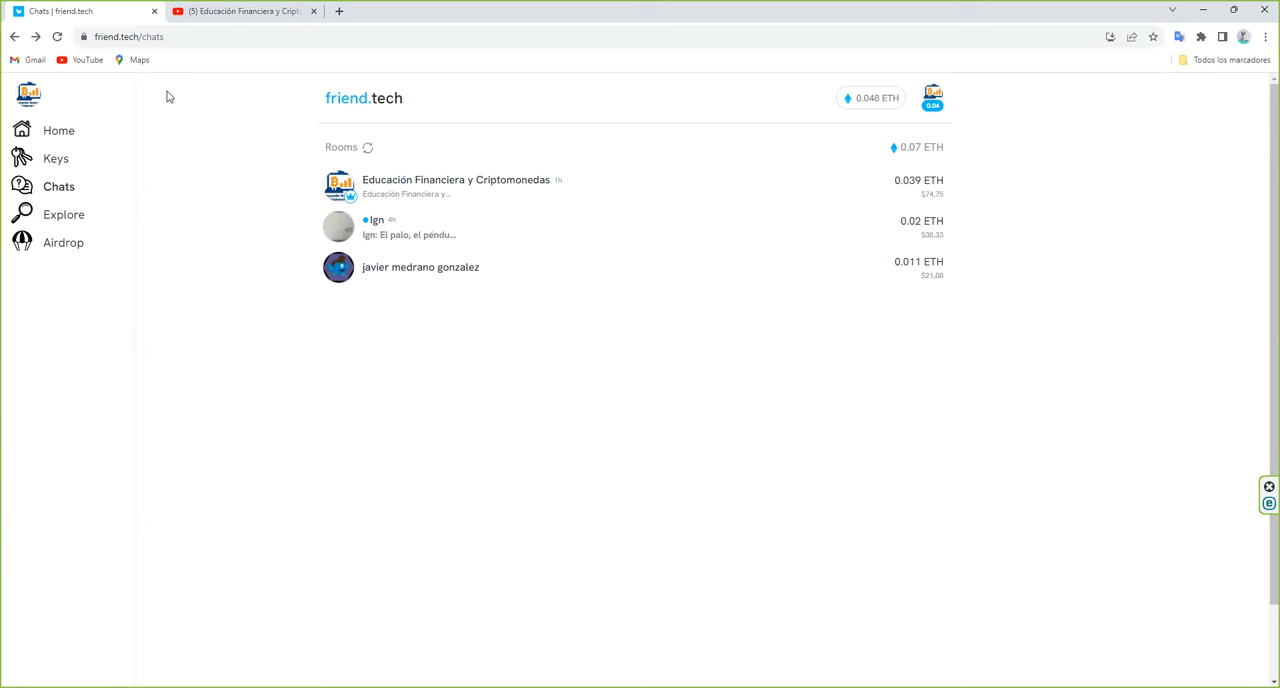 Chats | friend.tech
(5) Educación Financiera y Cripto
friend.tech/chats
Gmail
YouTube
Maps
Todos los marcadores
Home
Keys
Chats
Explore
Airdrop
friend.tech
0.048 ETH
0.04
Rooms
0.07 ETH
Educación Financiera y Criptomonedas 1h
Educación Financiera y...
0.039 ETH
$74,75
Ign 4h
Ign: El palo, el péndu...
0.02 ETH
$38,33
javier medrano gonzalez
0.011 ETH
$21,08